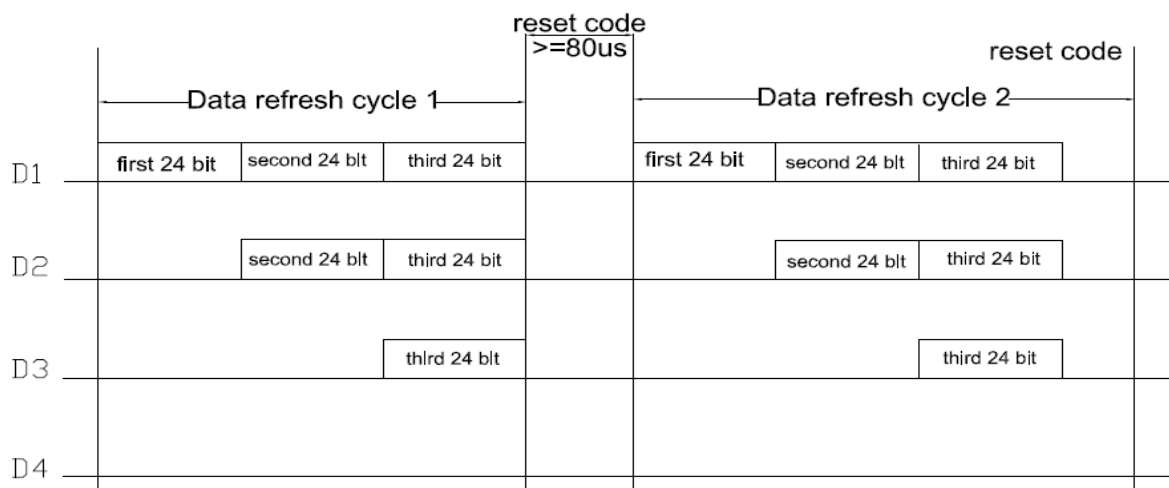 reset code
>=80us
reset code
Data refresh cycle 1
Data refresh cycle 2
D1 first 24 bit second 24 blt third 24 bit first 24 bit second 24 blt third 24 bit
D2 second 24 blt third 24 bit second 24 blt third 24 bit
D3 thlrd 24 blt third 24 bit
D4